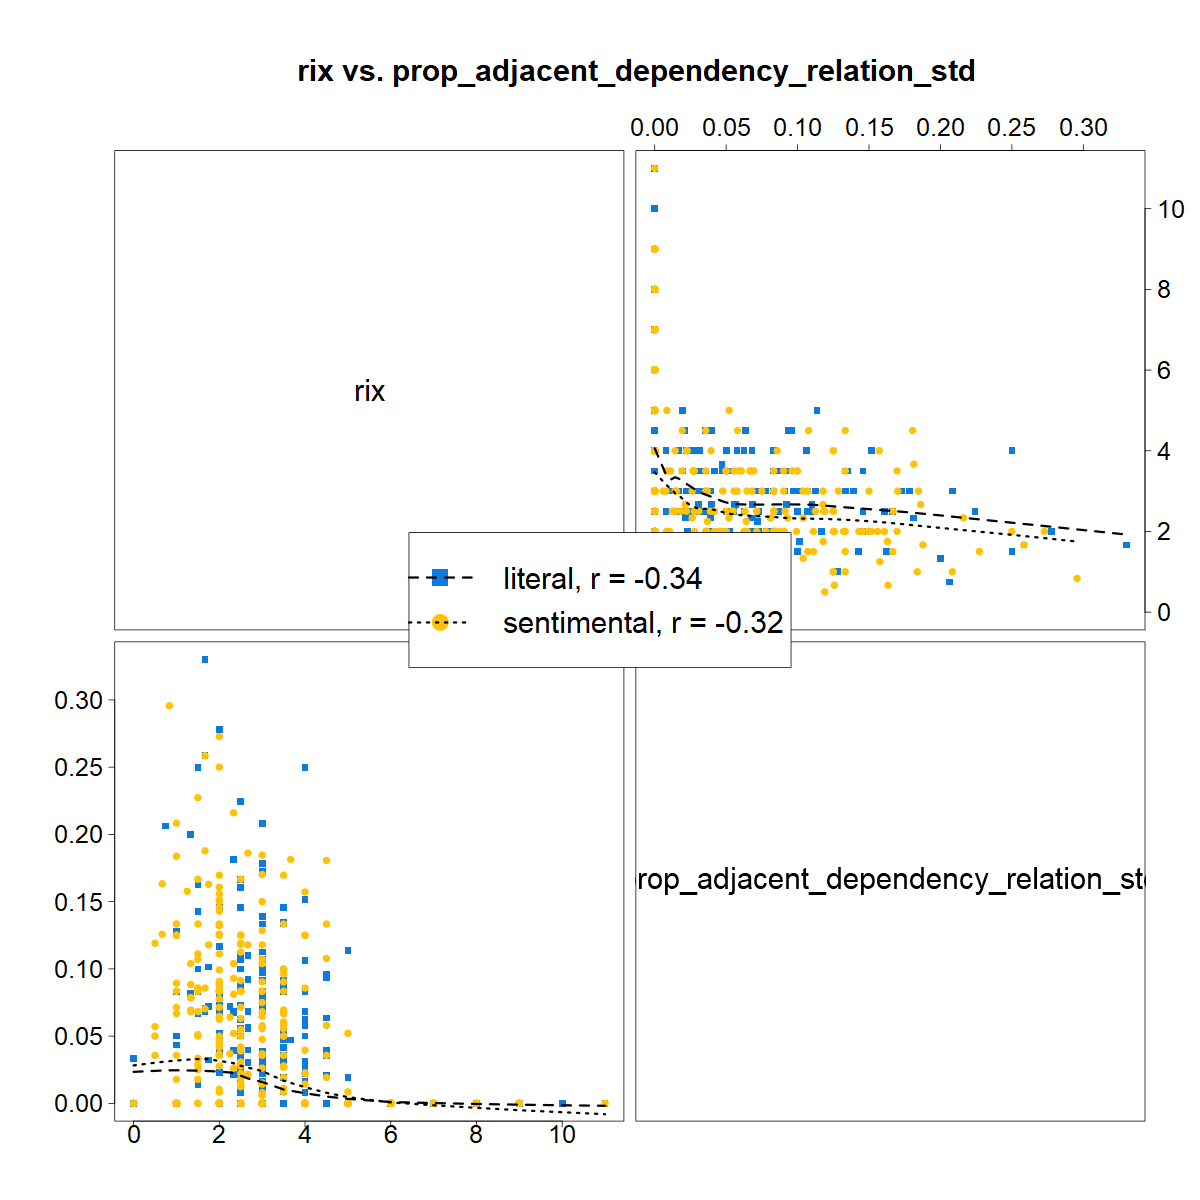 rix vs. prop_adjacent_dependency_relation_std
0.00 0.05 0.10 0.15 0.20 0.25 0.30
rix
10
8
6
4
2
0
literal, r = -0.34
sentimental, r = -0.32
0.30
0.25
0.20
0.15
0.10
0.05
0.00
0 2 4 6 8 10
rop_adjacent_dependency_relation_st